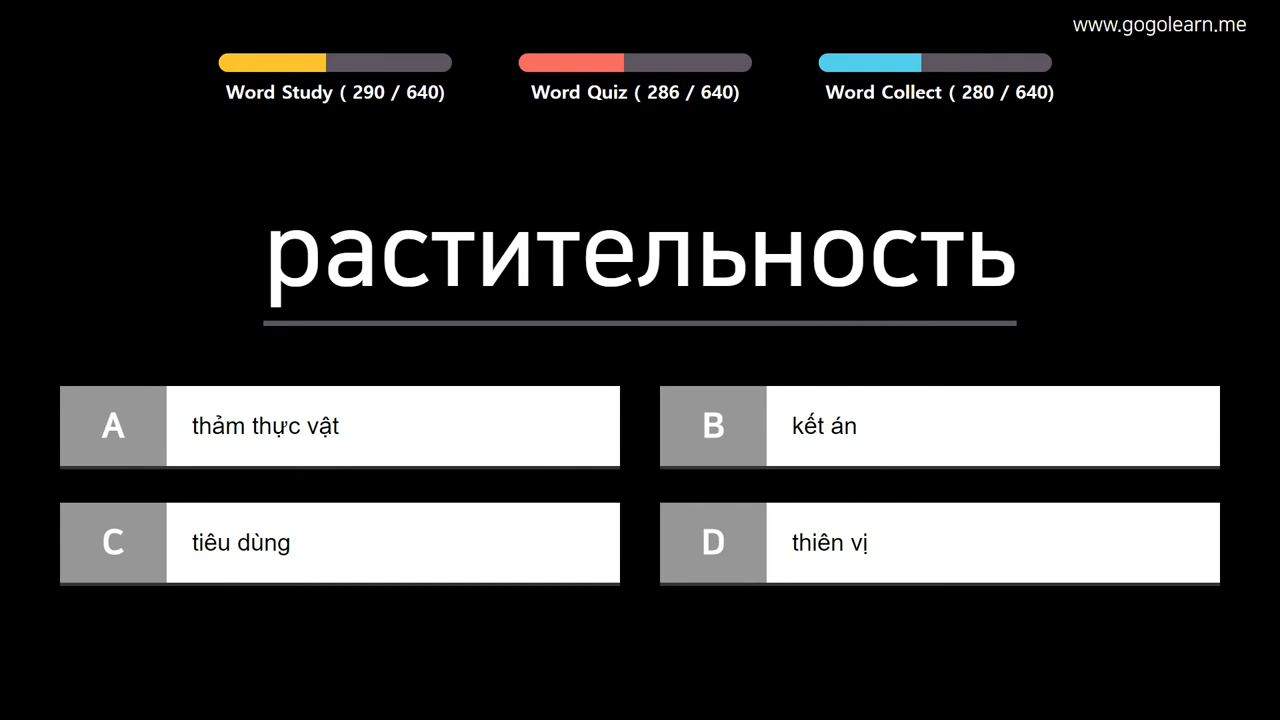 www.gogolearn.me
Word Study ( 290 / 640)
Word Quiz ( 286 / 640)
Word Collect ( 280 / 640)
растительность
A thảm thực vật
B kết án
C tiêu dùng
D thiên vị